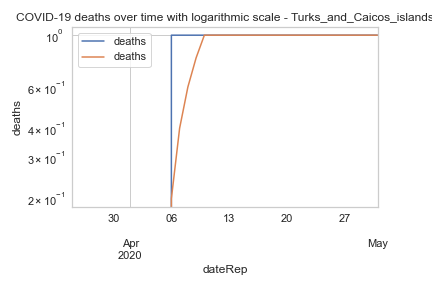 COVID-19 deaths over time with logarithmic scale - Turks_and_Caicos_islands
10⁰
6 × 10⁻¹
4 × 10⁻¹
3 × 10⁻¹
2 × 10⁻¹
deaths
deaths
deaths
30
06
13
20
27
Apr
2020
May
dateRep